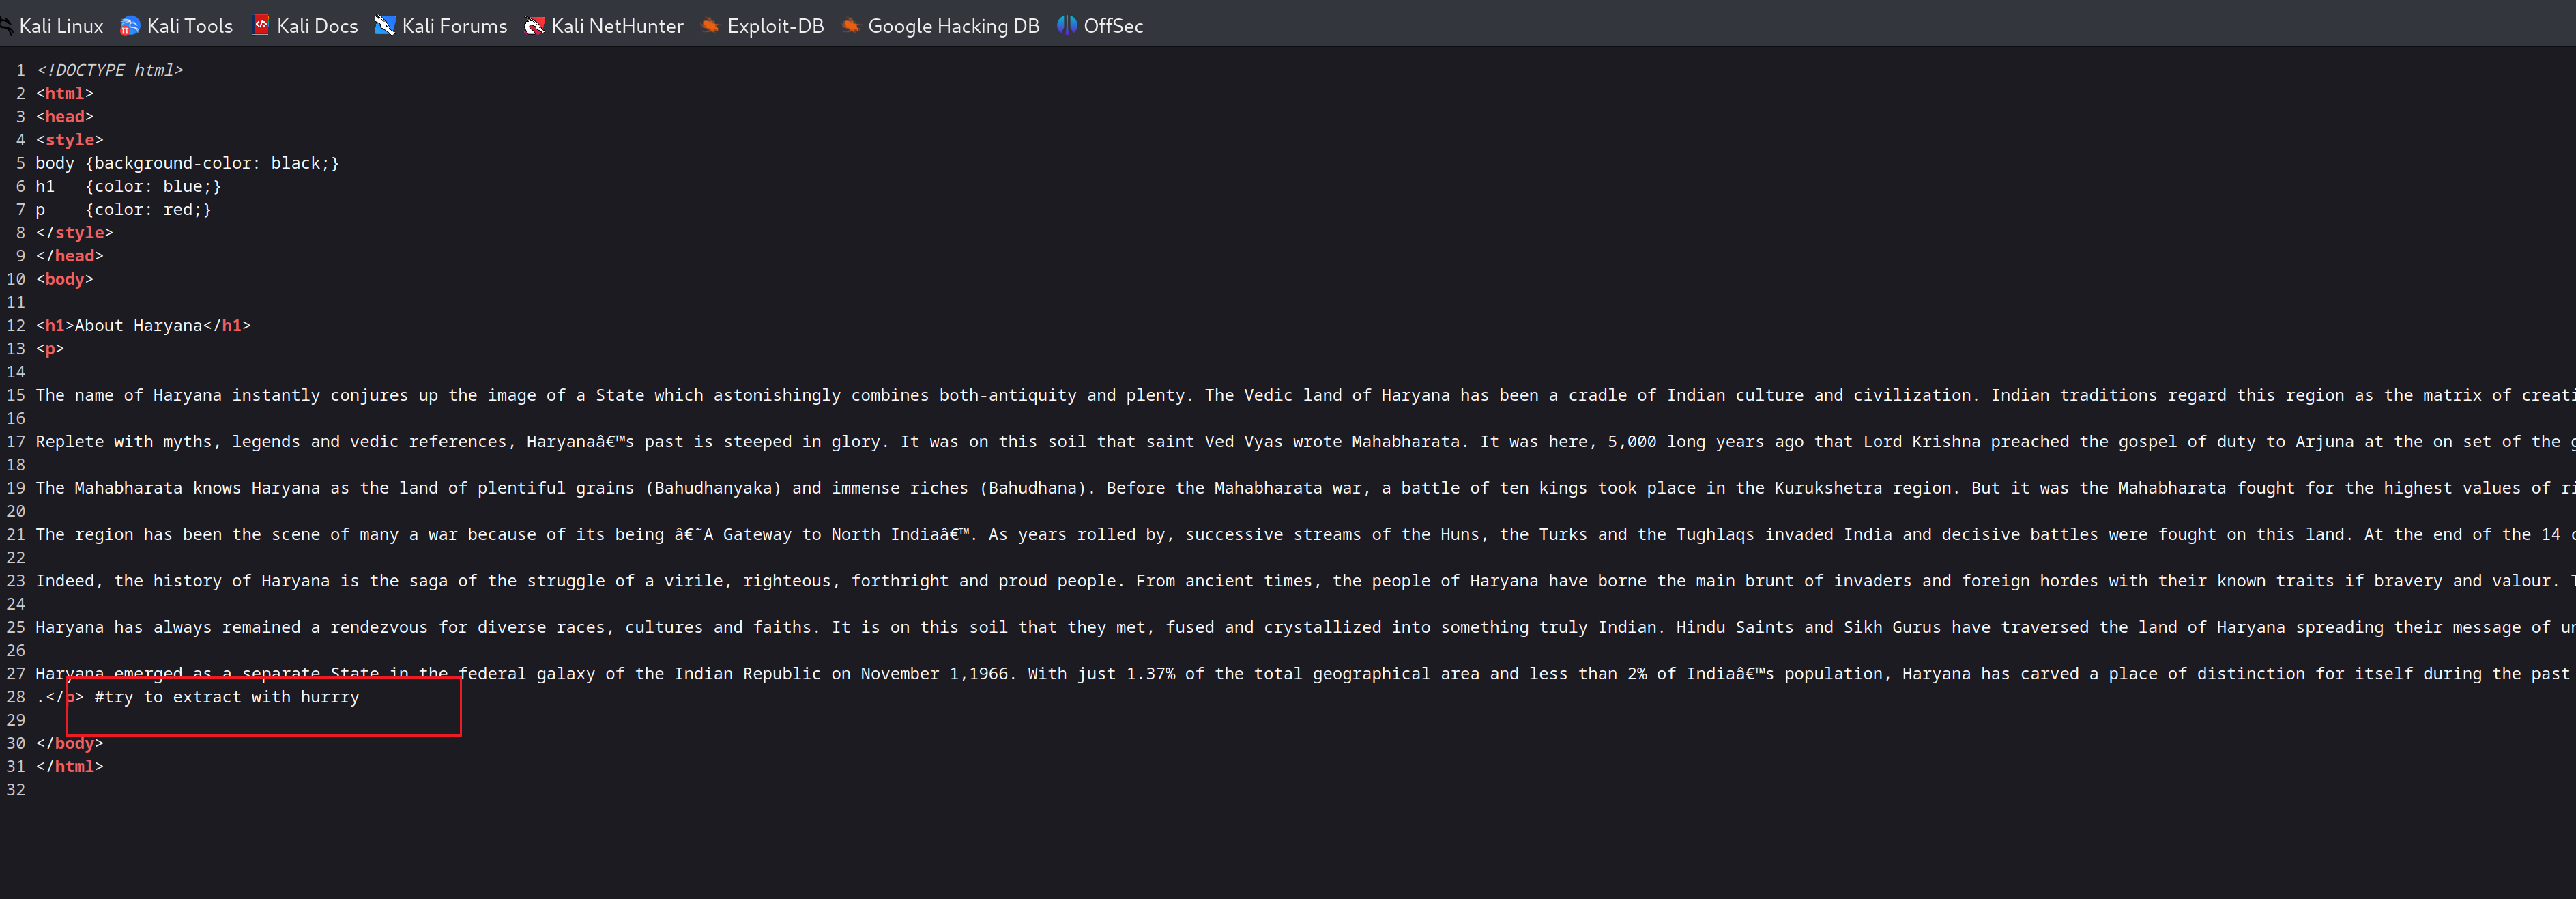 Kali Linux Kali Tools Kali Docs Kali Forums Kali NetHunter Exploit-DB Google Hacking DB OffSec
1 <!DOCTYPE html>
2 <html>
3 <head>
4 <style>
5 body {background-color: black;}
6 h1   {color: blue;}
7 p    {color: red;}
8 </style>
9 </head>
10 <body>
11
12 <h1>About Haryana</h1>
13 <p>
14
15 The name of Haryana instantly conjures up the image of a State which astonishingly combines both-antiquity and plenty. The Vedic land of Haryana has been a cradle of Indian culture and civilization. Indian traditions regard this region as the matrix of creati
16
17 Replete with myths, legends and vedic references, Haryanaâ€™s past is steeped in glory. It was on this soil that saint Ved Vyas wrote Mahabharata. It was here, 5,000 long years ago that Lord Krishna preached the gospel of duty to Arjuna at the on set of the g
18
19 The Mahabharata knows Haryana as the land of plentiful grains (Bahudhanyaka) and immense riches (Bahudhana). Before the Mahabharata war, a battle of ten kings took place in the Kurukshetra region. But it was the Mahabharata fought for the highest values of ri
20
21 The region has been the scene of many a war because of its being â€˜A Gateway to North Indiaâ€™. As years rolled by, successive streams of the Huns, the Turks and the Tughlaqs invaded India and decisive battles were fought on this land. At the end of the 14 c
22
23 Indeed, the history of Haryana is the saga of the struggle of a virile, righteous, forthright and proud people. From ancient times, the people of Haryana have borne the main brunt of invaders and foreign hordes with their known traits if bravery and valour. T
24
25 Haryana has always remained a rendezvous for diverse races, cultures and faiths. It is on this soil that they met, fused and crystallized into something truly Indian. Hindu Saints and Sikh Gurus have traversed the land of Haryana spreading their message of un
26
27 Haryana emerged as a separate State in the federal galaxy of the Indian Republic on November 1,1966. With just 1.37% of the total geographical area and less than 2% of Indiaâ€™s population, Haryana has carved a place of distinction for itself during the past
28 .</p> #try to extract with hurrry
29
30 </body>
31 </html>
32